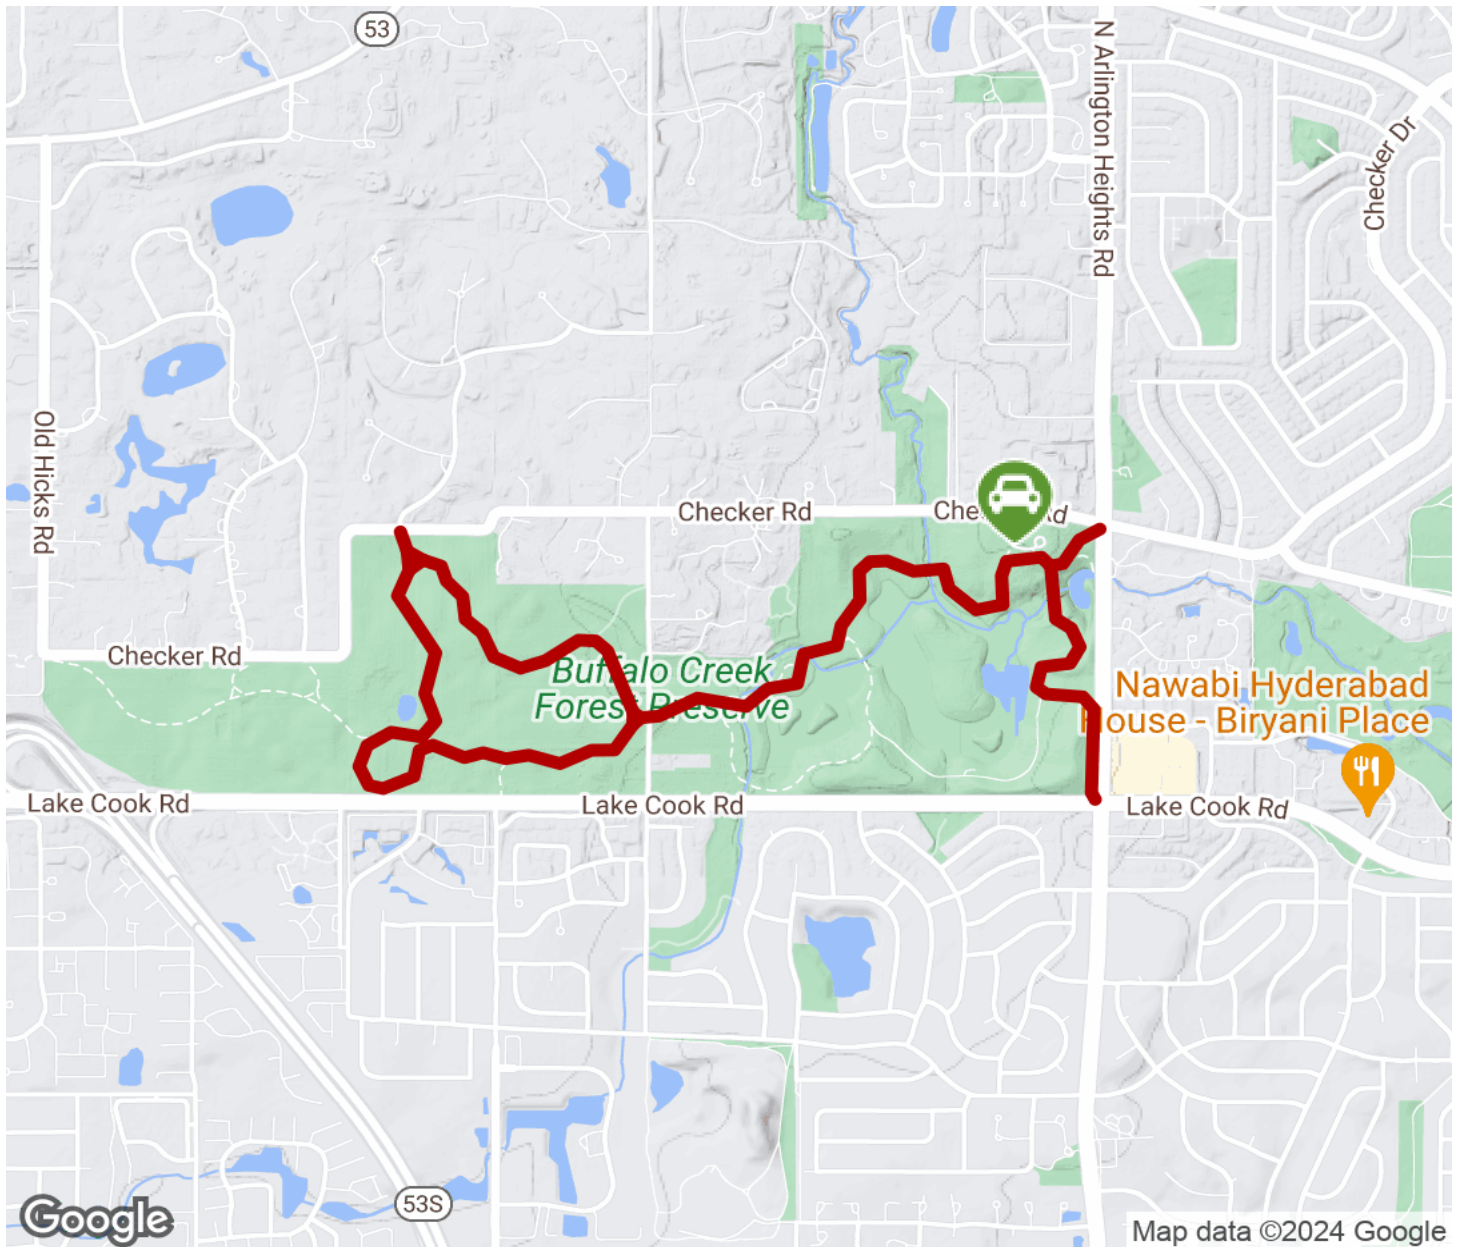 53
N Arlington Heights Rd
Checker Dr
Old Hicks Rd
Checker Rd
Che Rd
Checker Rd
Buffalo Creek
Forest Preserve
Nawabi Hyderabad
House - Biryani Place
Lake Cook Rd
Lake Cook Rd
Lake Cook Rd
53S
Google
Map data ©2024 Google